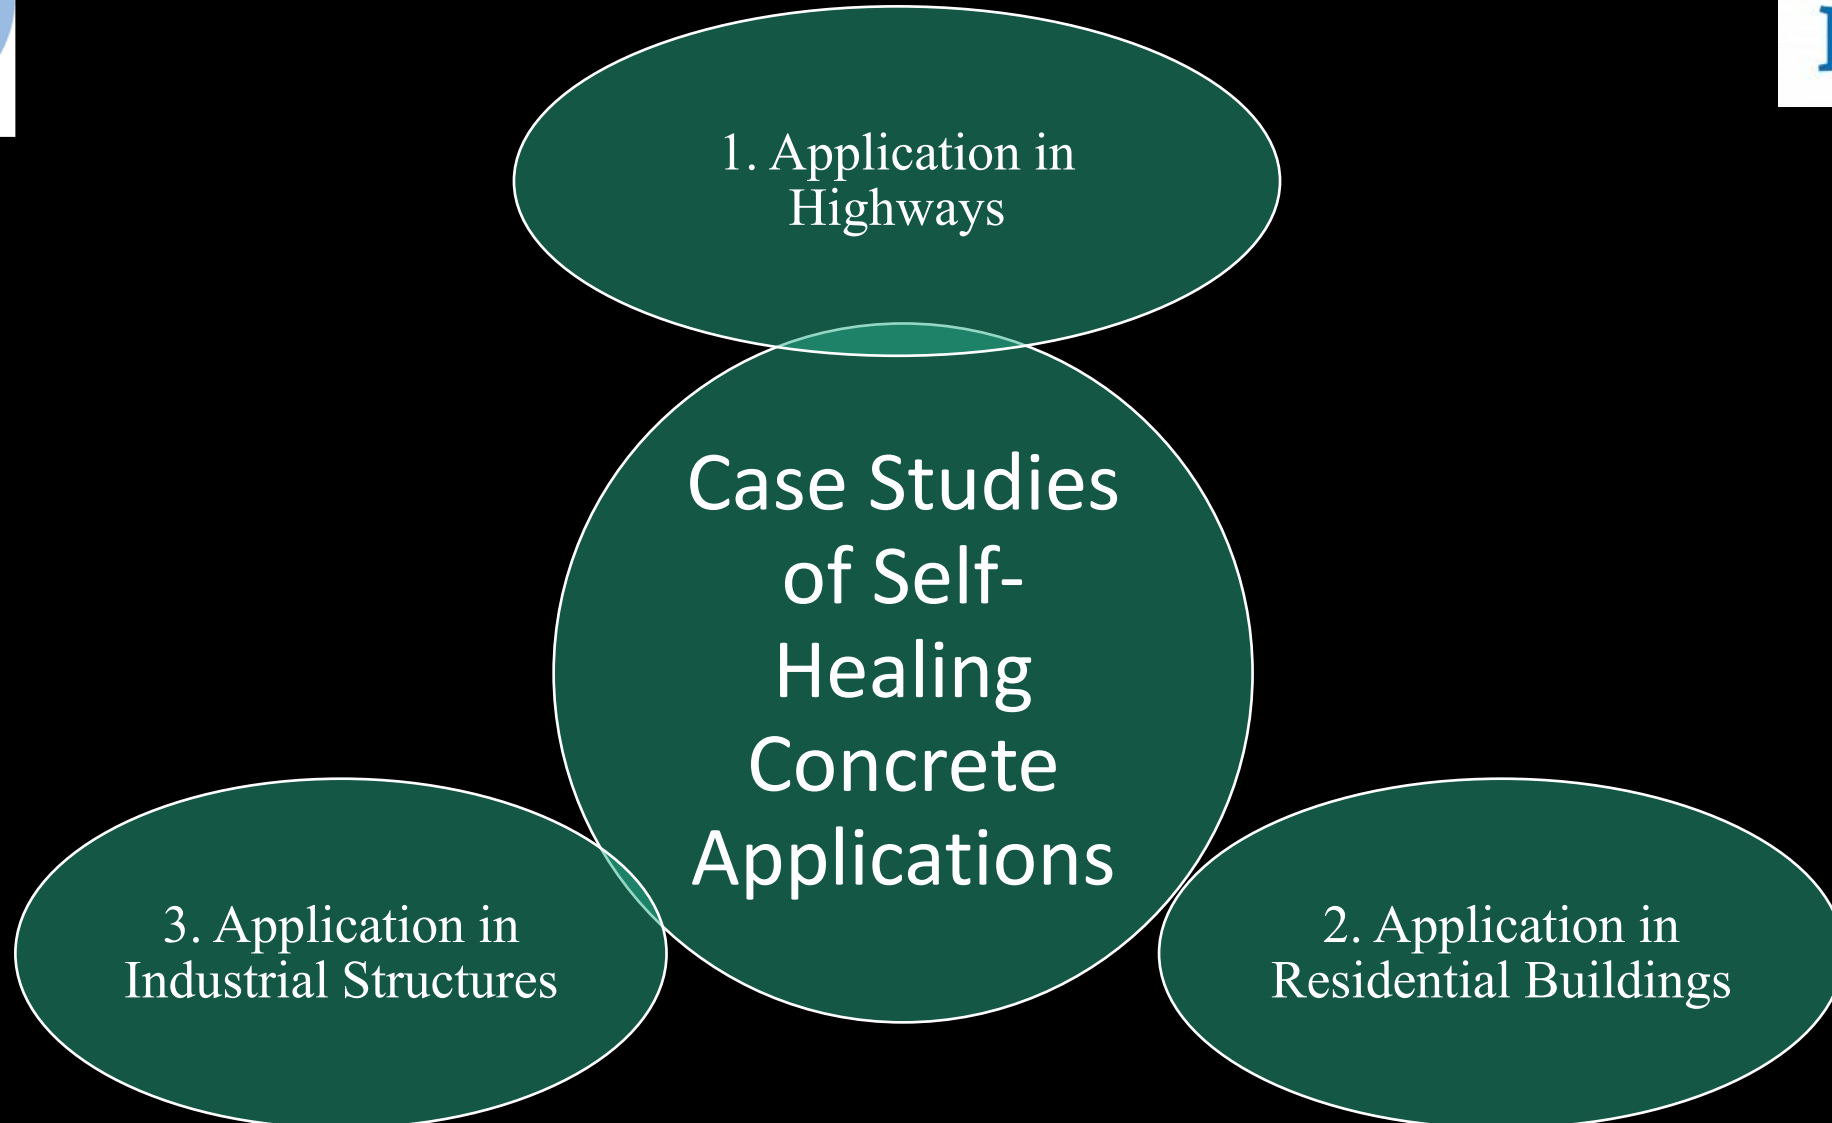 1. Application in
Highways
Case Studies
of Self-
Healing
Concrete
Applications
3. Application in
Industrial Structures
2. Application in
Residential Buildings